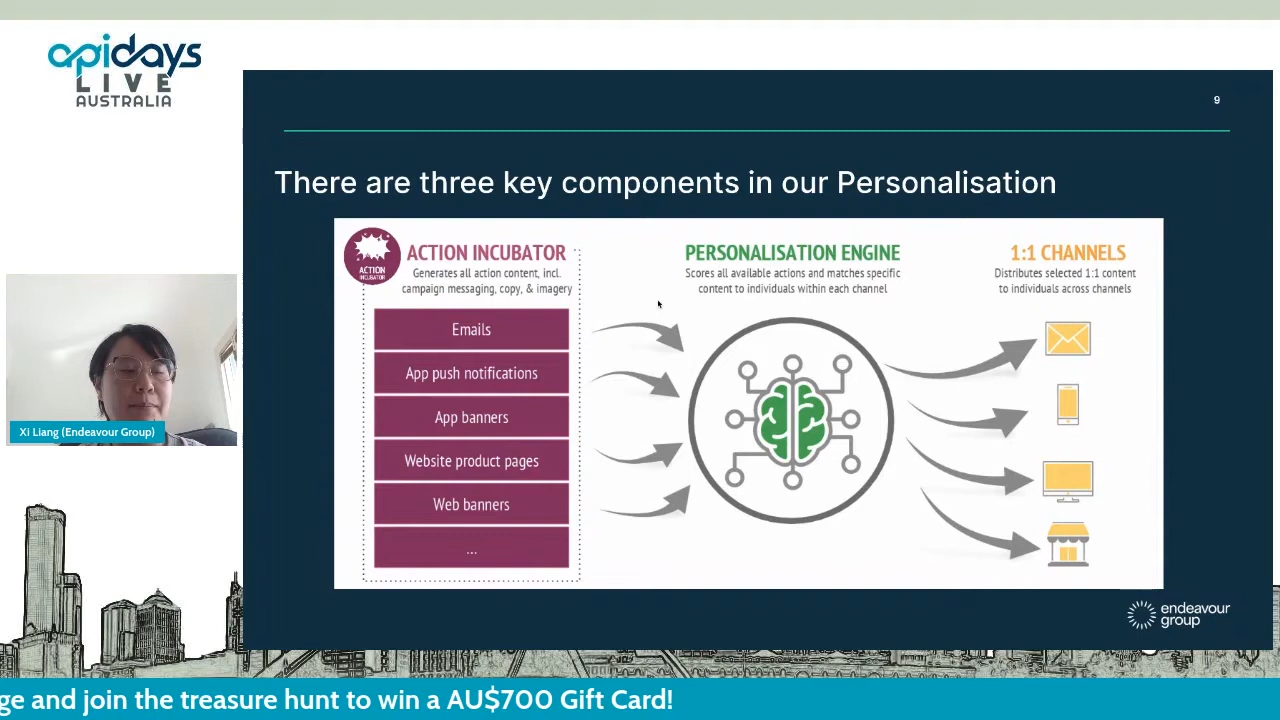 apidays
LIVE
AUSTRALIA
9
There are three key components in our Personalisation
ACTION
INCUBATOR
ACTION INCUBATOR
Generates all action content, incl.
campaign messaging, copy, & imagery
Emails
App push notifications
App banners
Website product pages
Web banners
...
PERSONALISATION ENGINE
Scores all available actions and matches specific
content to individuals within each channel
1:1 CHANNELS
Distributes selected 1:1 content
to individuals across channels
Xi Liang (Endeavour Group)
endeavour
group
ge and join the treasure hunt to win a AU$700 Gift Card!